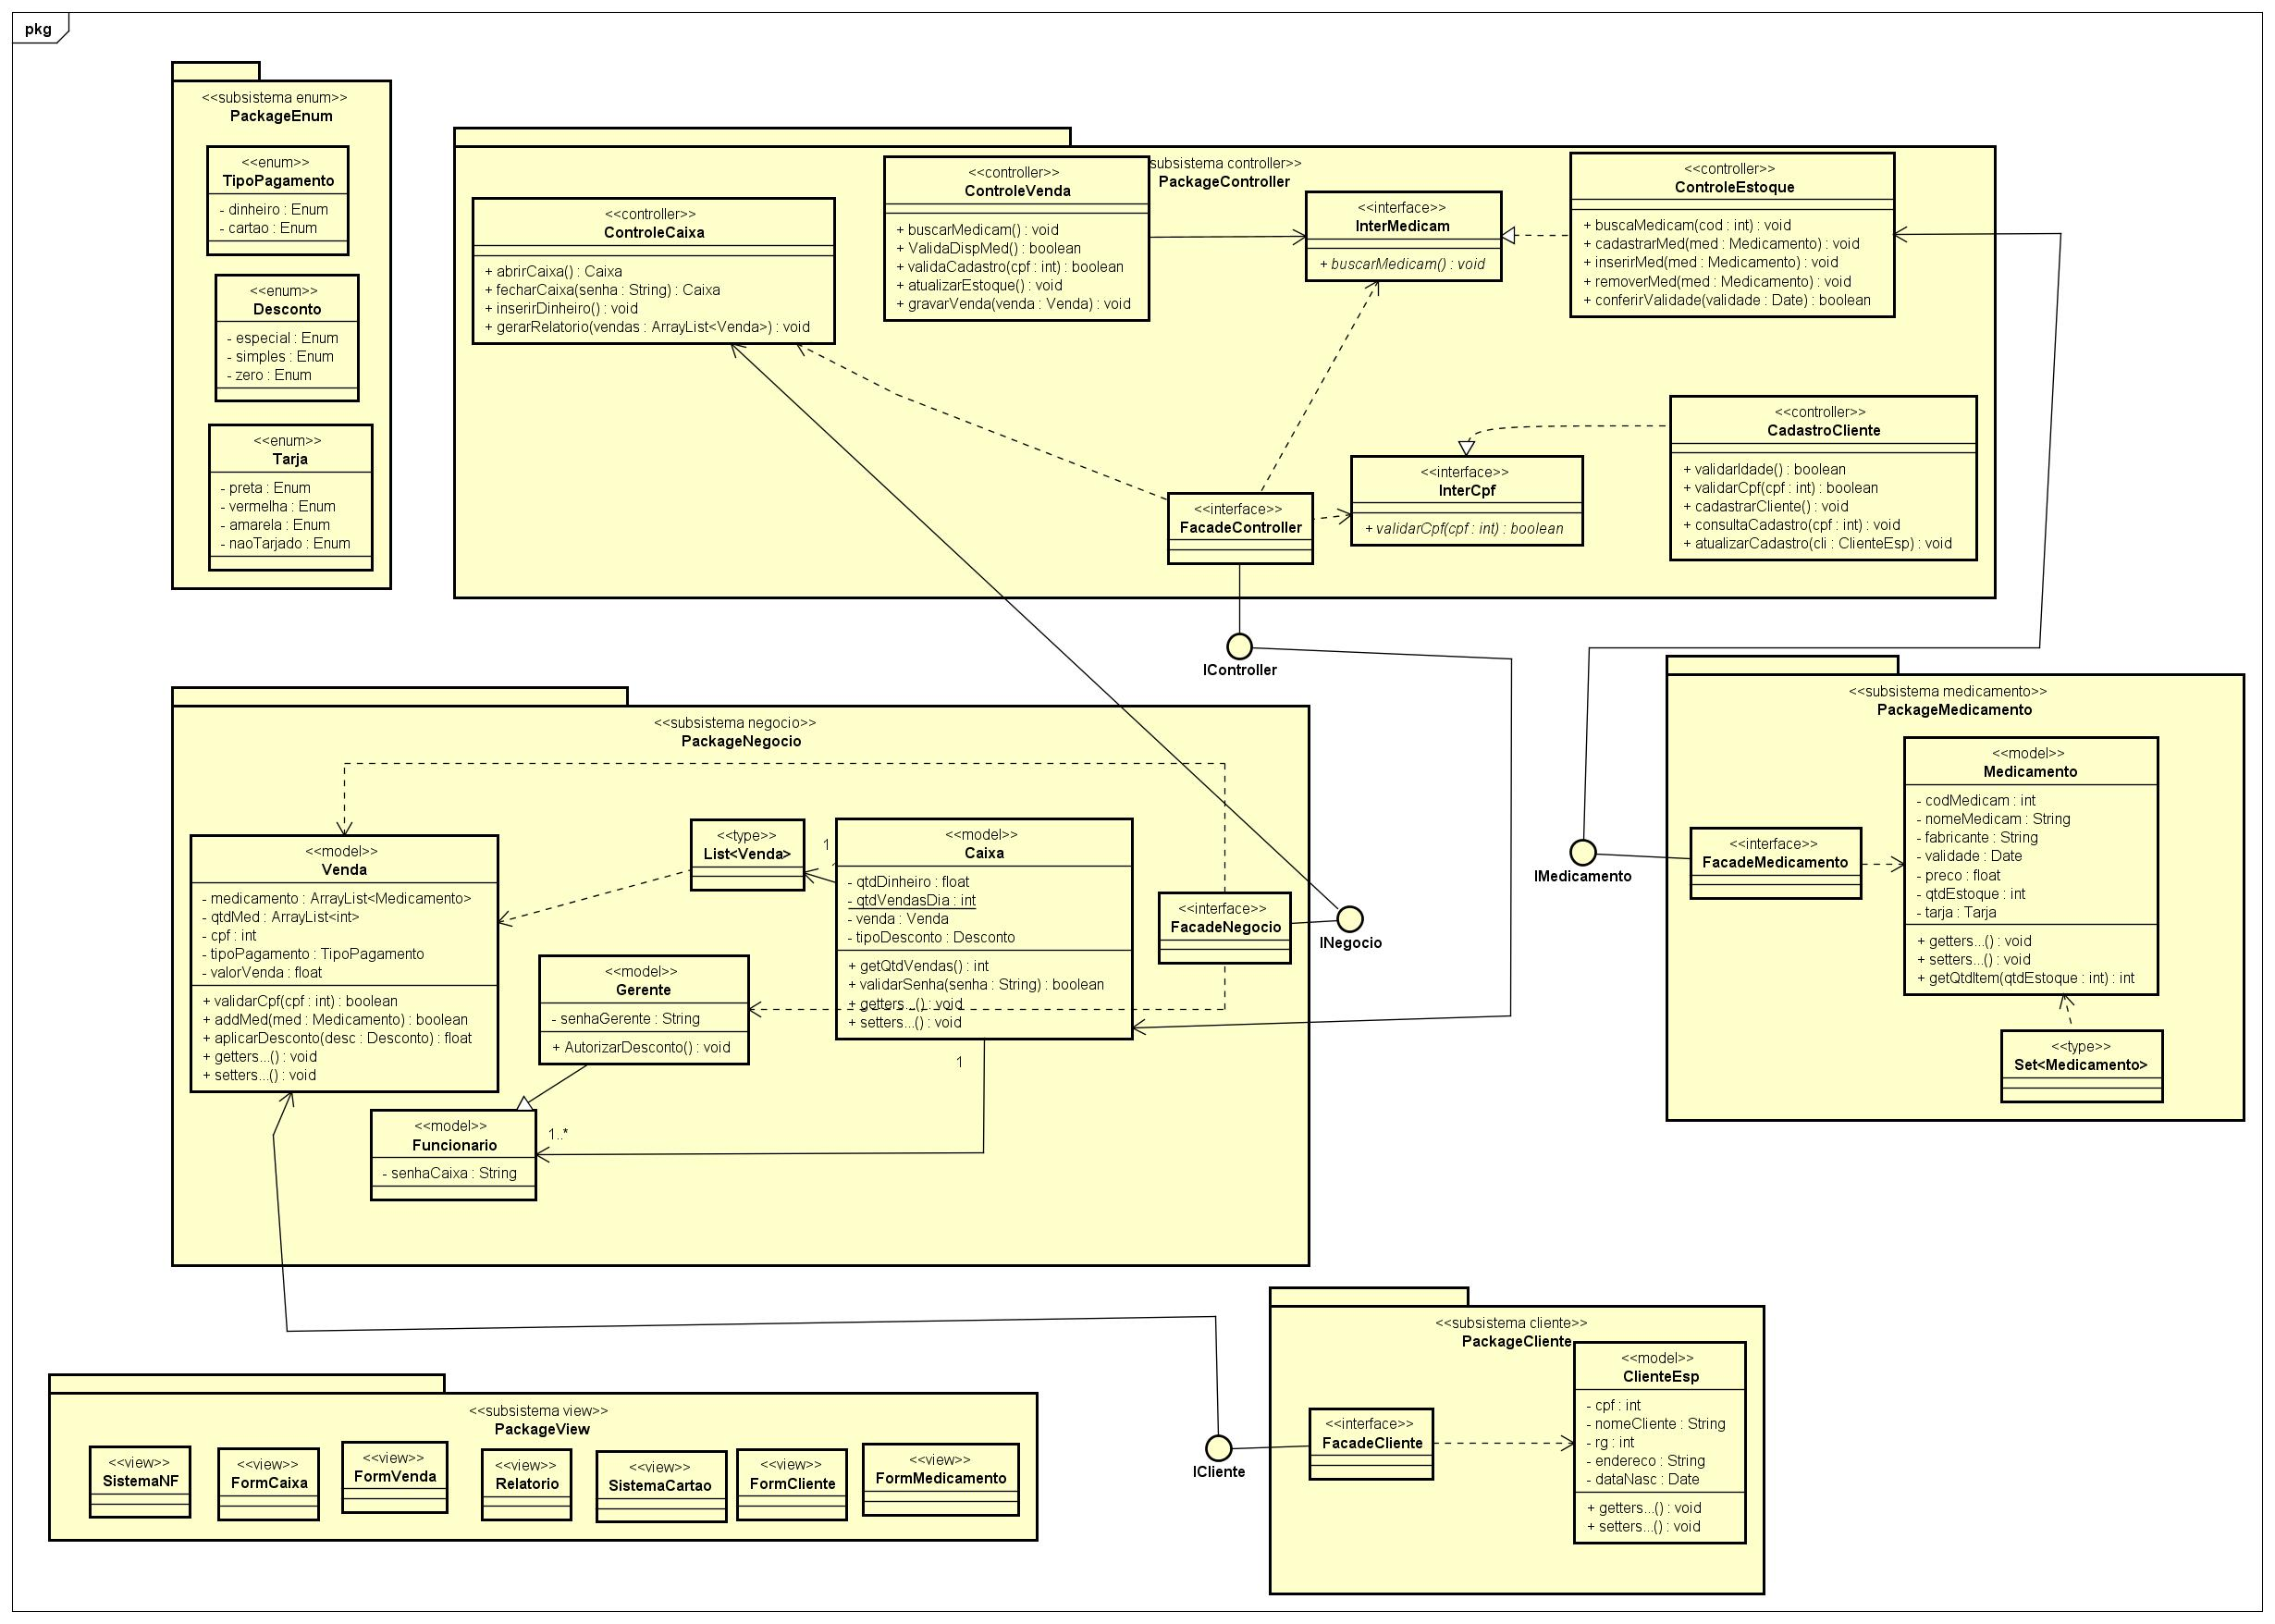 pkg
<<subsistema enum>>
PackageEnum
<<enum>>
TipoPagamento
- dinheiro : Enum
- cartao : Enum
<<enum>>
Desconto
- especial : Enum
- simples : Enum
- zero : Enum
<<enum>>
Tarja
- preta : Enum
- vermelha : Enum
- amarela : Enum
- naoTarjado : Enum
subsistema controller>>
PackageController
<<controller>>
ControleCaixa
+ abrirCaixa() : Caixa
+ fecharCaixa(senha : String) : Caixa
+ inserirDinheiro() : void
+ gerarRelatorio(vendas : ArrayList<Venda>) : void
<<controller>>
ControleVenda
+ buscarMedicam() : void
+ ValidaDispMed() : boolean
+ validaCadastro(cpf : int) : boolean
+ atualizarEstoque() : void
+ gravarVenda(venda : Venda) : void
<<interface>>
InterMedicam
+ buscarMedicam() : void
<<controller>>
ControleEstoque
+ buscaMedicam(cod : int) : void
+ cadastrarMed(med : Medicamento) : void
+ inserirMed(med : Medicamento) : void
+ removerMed(med : Medicamento) : void
+ conferirValidade(validade : Date) : boolean
<<controller>>
CadastroCliente
+ validarIdade() : boolean
+ validarCpf(cpf : int) : boolean
+ cadastrarCliente() : void
+ consultaCadastro(cpf : int) : void
+ atualizarCadastro(cli : ClienteEsp) : void
<<interface>>
InterCpf
+ validarCpf(cpf : int) : boolean
<<interface>>
FacadeController
IController
<<subsistema negocio>>
PackageNegocio
<<model>>
Venda
- medicamento : ArrayList<Medicamento>
- qtdMed : ArrayList<int>
- cpf : int
- tipoPagamento : TipoPagamento
- valorVenda : float
+ validarCpf(cpf : int) : boolean
+ addMed(med : Medicamento) : boolean
+ aplicarDesconto(desc : Desconto) : float
+ getters...() : void
+ setters...() : void
<<type>>
List<Venda>
1
<<model>>
Caixa
- qtdDinheiro : float
- qtdVendasDia : int
- venda : Venda
- tipoDesconto : Desconto
+ getQtdVendas() : int
+ validarSenha(senha : String) : boolean
+ getters...() : void
+ setters...() : void
1
<<interface>>
FacadeNegocio
INegocio
<<model>>
Gerente
- senhaGerente : String
+ AutorizarDesconto() : void
<<model>>
Funcionario
- senhaCaixa : String
1..*
<<subsistema medicamento>>
PackageMedicamento
<<model>>
Medicamento
- codMedicam : int
- nomeMedicam : String
- fabricante : String
- validade : Date
- preco : float
- qtdEstoque : int
- tarja : Tarja
+ getters...() : void
+ setters...() : void
+ getQtdItem(qtdEstoque : int) : int
<<interface>>
FacadeMedicamento
IMedicamento
<<type>>
Set<Medicamento>
<<subsistema cliente>>
PackageCliente
<<model>>
ClienteEsp
- cpf : int
- nomeCliente : String
- rg : int
- endereco : String
- dataNasc : Date
+ getters...() : void
+ setters...() : void
<<interface>>
FacadeCliente
ICliente
<<subsistema view>>
PackageView
<<view>>
SistemaNF
<<view>>
FormCaixa
<<view>>
FormVenda
<<view>>
Relatorio
<<view>>
SistemaCartao
<<view>>
FormCliente
<<view>>
FormMedicamento